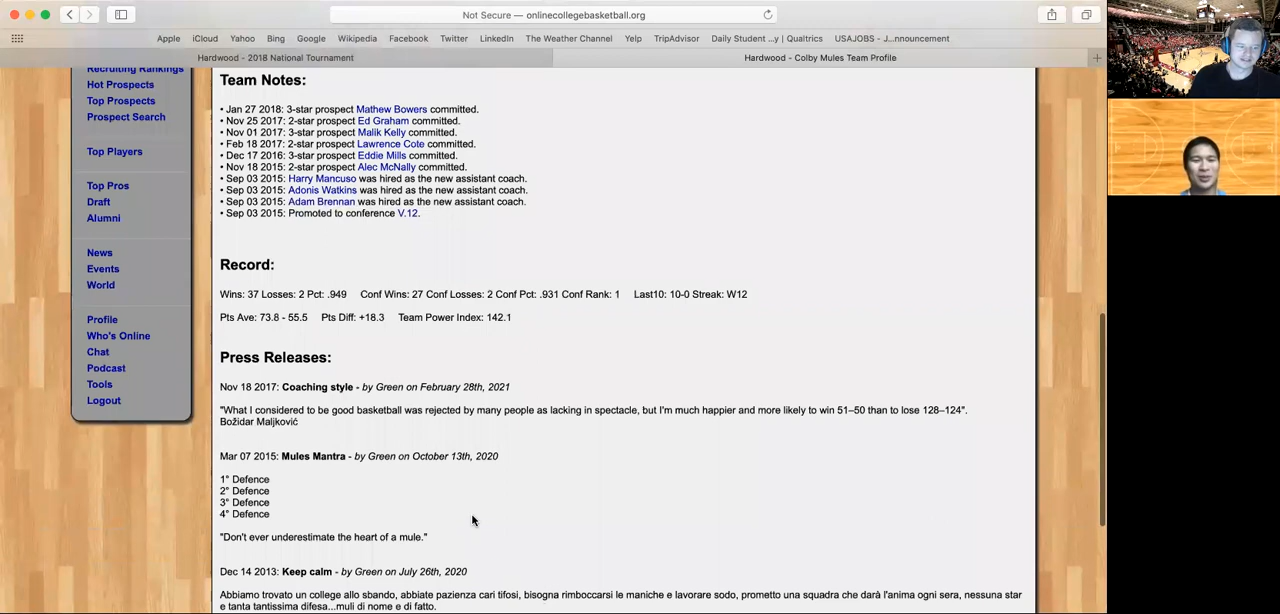 Not Secure — onlinecollegebasketball.org
Apple iCloud Yahoo Bing Google Wikipedia Facebook Twitter LinkedIn The Weather Channel Yelp TripAdvisor Daily Student ...y | Qualtrics USAJOBS - J...nnouncement
Hardwood - 2018 National Tournament
Hardwood - Colby Mules Team Profile
Recruiting Rankings
Hot Prospects
Top Prospects
Prospect Search
Top Players
Top Pros
Draft
Alumni
News
Events
World
Profile
Who's Online
Chat
Podcast
Tools
Logout
Team Notes:
• Jan 27 2018: 3-star prospect Mathew Bowers committed.
• Nov 25 2017: 2-star prospect Ed Graham committed.
• Nov 01 2017: 3-star prospect Malik Kelly committed.
• Feb 18 2017: 2-star prospect Lawrence Cote committed.
• Dec 17 2016: 3-star prospect Eddie Mills committed.
• Nov 18 2015: 2-star prospect Alec McNally committed.
• Sep 03 2015: Harry Mancuso was hired as the new assistant coach.
• Sep 03 2015: Adonis Watkins was hired as the new assistant coach.
• Sep 03 2015: Adam Brennan was hired as the new assistant coach.
• Sep 03 2015: Promoted to conference V.12.
Record:
Wins: 37 Losses: 2 Pct: .949 Conf Wins: 27 Conf Losses: 2 Conf Pct: .931 Conf Rank: 1 Last10: 10-0 Streak: W12
Pts Ave: 73.8 - 55.5 Pts Diff: +18.3 Team Power Index: 142.1
Press Releases:
Nov 18 2017: Coaching style - by Green on February 28th, 2021
"What I considered to be good basketball was rejected by many people as lacking in spectacle, but I'm much happier and more likely to win 51–50 than to lose 128–124".
Božidar Maljković
Mar 07 2015: Mules Mantra - by Green on October 13th, 2020
1° Defence
2° Defence
3° Defence
4° Defence
"Don't ever underestimate the heart of a mule."
Dec 14 2013: Keep calm - by Green on July 26th, 2020
Abbiamo trovato un college allo sbando, abbiate pazienza cari tifosi, bisogna rimboccarsi le maniche e lavorare sodo, prometto una squadra che darà l'anima ogni sera, nessuna star
e tanta tantissima difesa...muli di nome e di fatto.